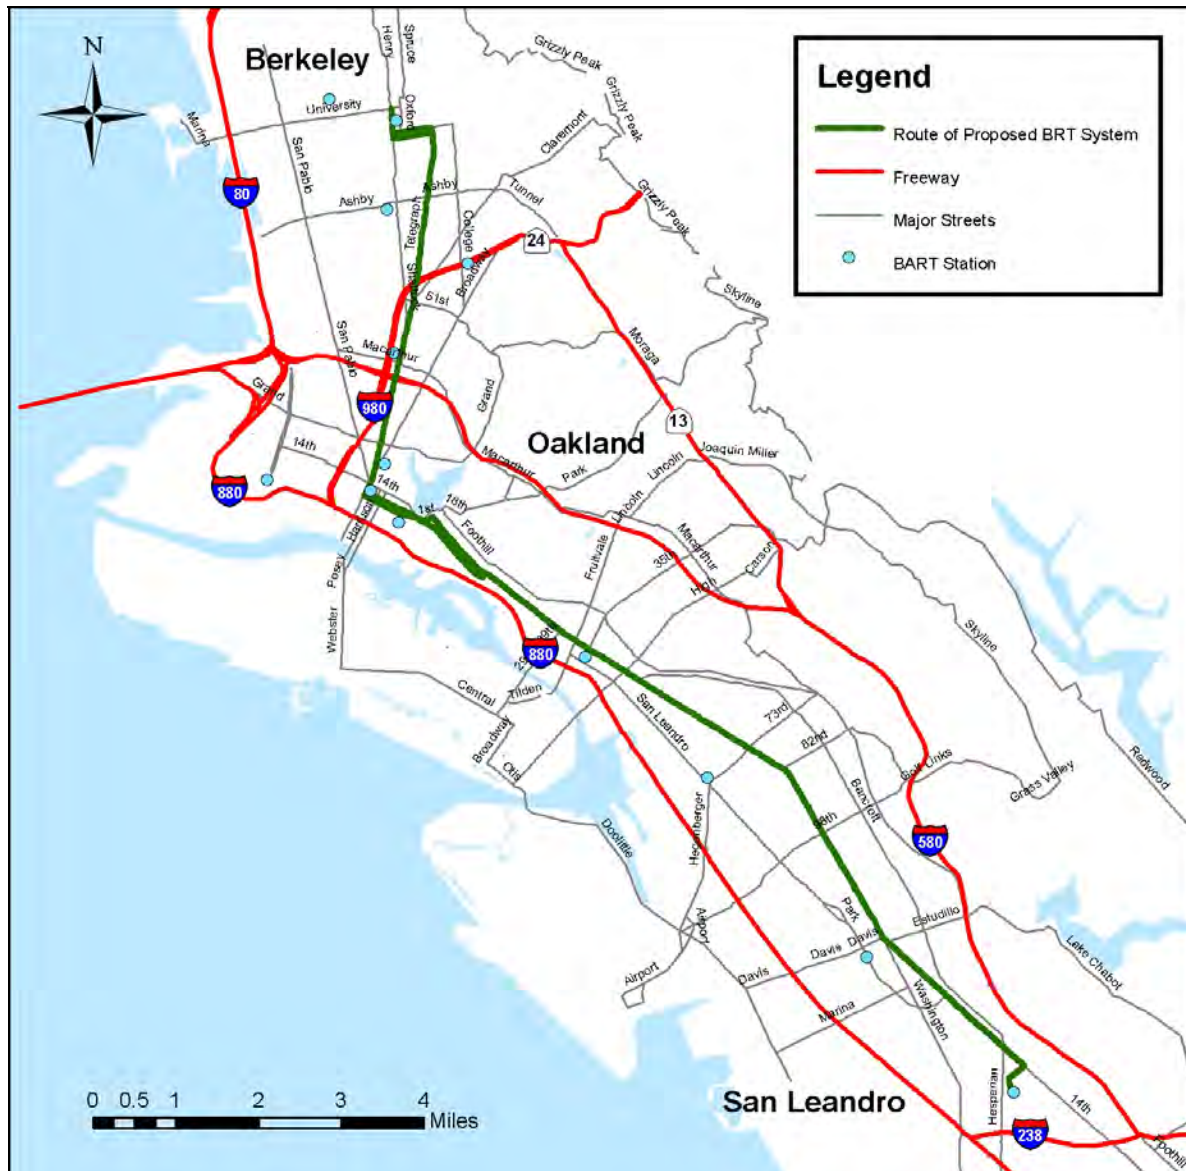 N
Berkeley
Henry
Spruce
Grizzly Peak
Grizzly Peak
Legend
Route of Proposed BRT System
Freeway
Major Streets
BART Station
Marina
University
Oxford
San Pablo
Claremont
80
Ashby
Ashby
Tunnel
Grizzly Peak
Telegraph
College
Broadway
24
51st
Skyline
San Pablo
Macarthur
Moraga
Grand
980
Grand
13
Oakland
14th
Macarthur
Park
Lincoln
Joaquin Miller
880
14th
1st
18th
Lincoln
Foothill
Macarthur
Posey
Fruitvale
35th
High
Carson
Webster
880
Skyline
Central
Tilden
San Leandro
73rd
82nd
Broadway
Otis
Golf Links
Grass Valley
Redwood
Bancroft
Hegenberger
98th
Doolittle
580
Park
Estudillo
Airport
Davis
Davis
Lake Chabot
Airport
Davis
Marina
Washington
0 0.5 1 2 3 4
Miles
San Leandro
Hesperian
14th
238
Foothill